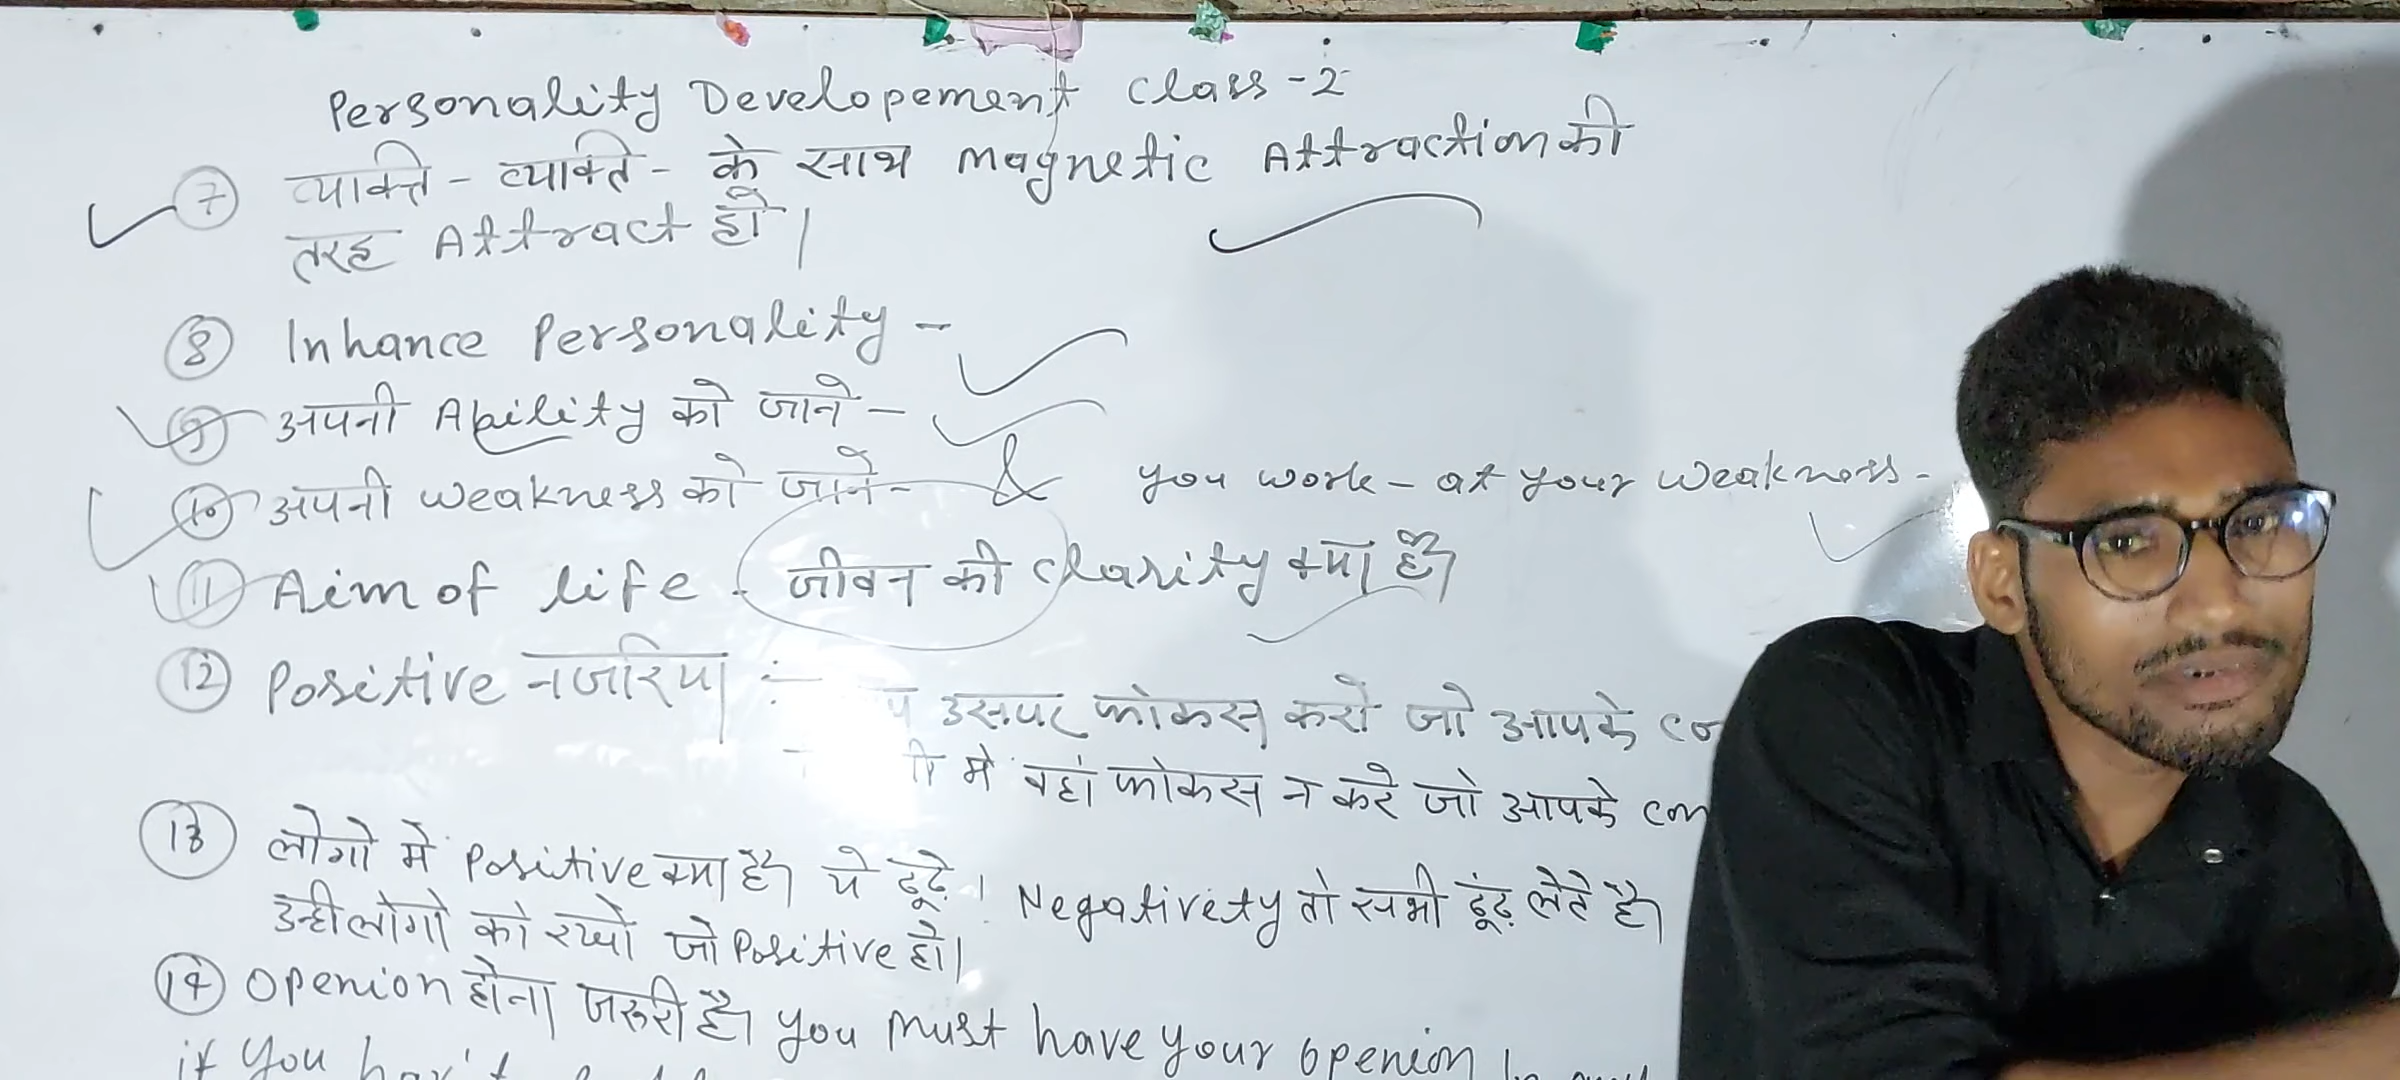 Personality Developement class - 2
7 व्यक्ति - व्यक्ति - के साथ magnetic Attraction की
तरह Attract हो।
8 Inhance Personality -
9 अपनी Ability को जाने -
10 अपनी weakness को जाने - & you work - at your weakness -
11 Aim of life - जीवन की clarity क्या है
12 Positive नजरिया :-
उसपर फोकस करो जो आपके
मे वहां फोकस न करे जो आपके
13 लोगो मे Positive क्या है ये ढूढ़े। Negativety तो सभी ढूंढ़ लेते है
उन्ही लोगो को रखो जो Positive हो।
14 openion होना जरूरी है you must have your openion
if you